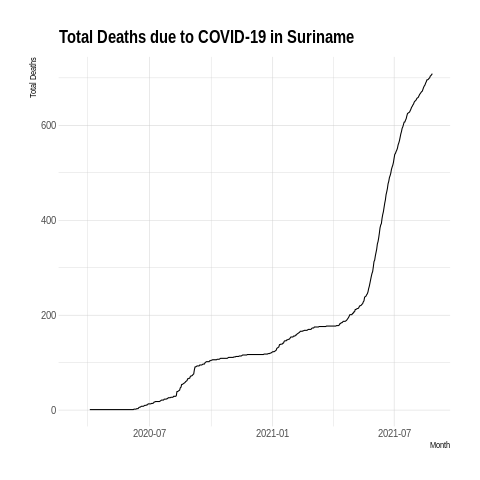 Total Deaths due to COVID-19 in Suriname
Total Deaths
600
400
200
0
2020-07
2021-01
2021-07
Month